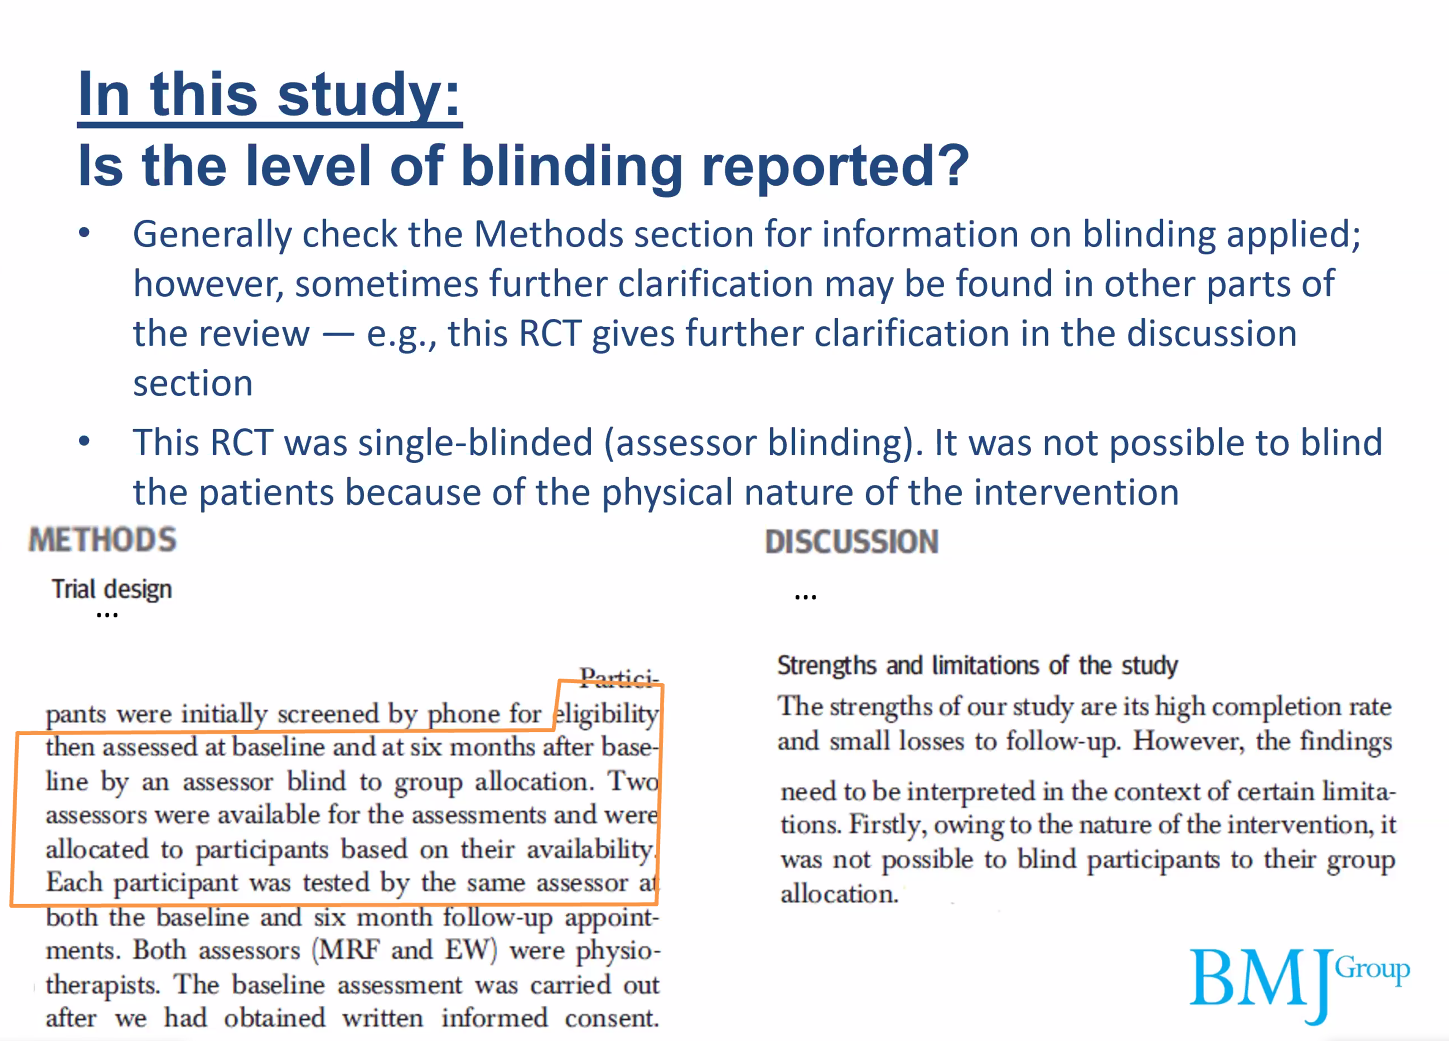 In this study:
Is the level of blinding reported?
• Generally check the Methods section for information on blinding applied;
however, sometimes further clarification may be found in other parts of
the review — e.g., this RCT gives further clarification in the discussion
section
• This RCT was single-blinded (assessor blinding). It was not possible to blind
the patients because of the physical nature of the intervention
METHODS
Trial design
...
Partici-
pants were initially screened by phone for eligibility
then assessed at baseline and at six months after base-
line by an assessor blind to group allocation. Two
assessors were available for the assessments and were
allocated to participants based on their availability.
Each participant was tested by the same assessor at
both the baseline and six month follow-up appoint-
ments. Both assessors (MRF and EW) were physio-
therapists. The baseline assessment was carried out
after we had obtained written informed consent.
DISCUSSION
...
Strengths and limitations of the study
The strengths of our study are its high completion rate
and small losses to follow-up. However, the findings
need to be interpreted in the context of certain limita-
tions. Firstly, owing to the nature of the intervention, it
was not possible to blind participants to their group
allocation.
BMJ Group